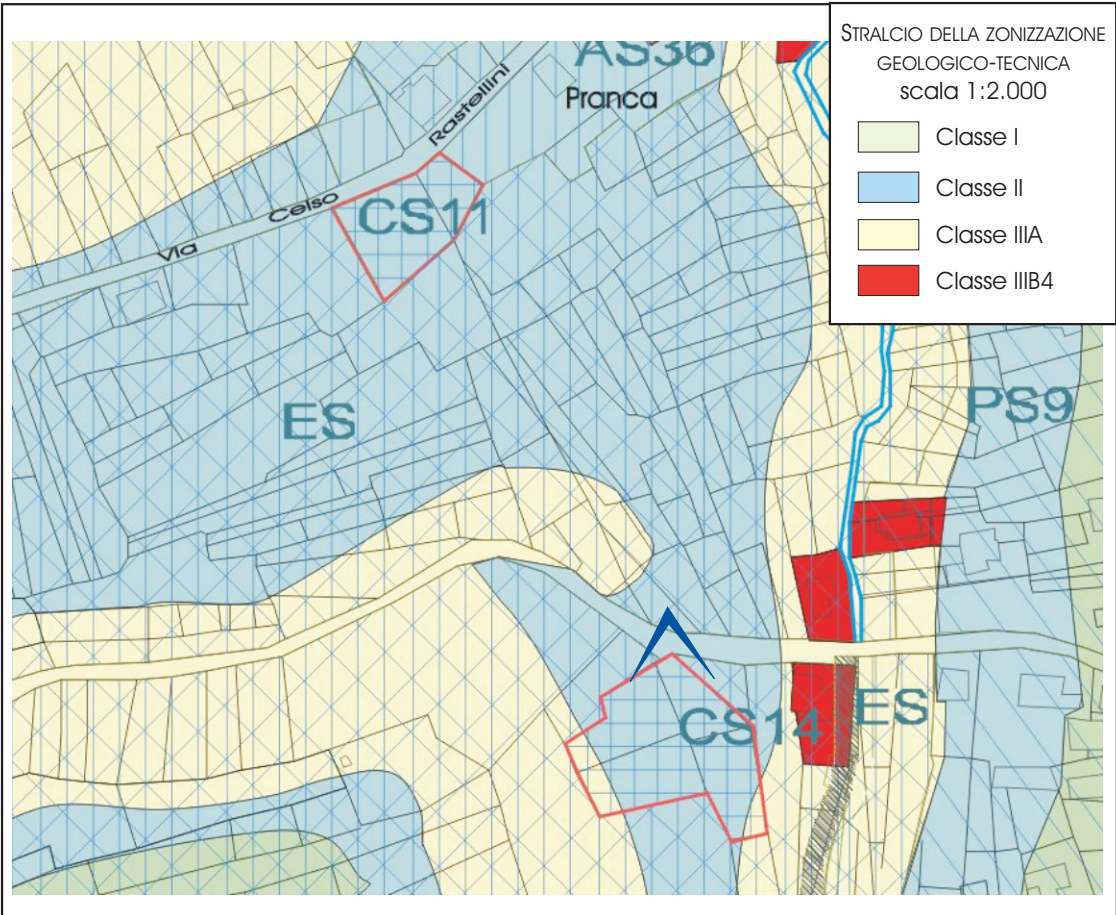 STRALCIO DELLA ZONIZZAZIONE
GEOLOGICO-TECNICA
scala 1:2.000
Classe I
Classe II
Classe IIIA
Classe IIIB4
AS36
Pranca
Via Celso Rastellini
CS11
ES
PS9
CS14
ES